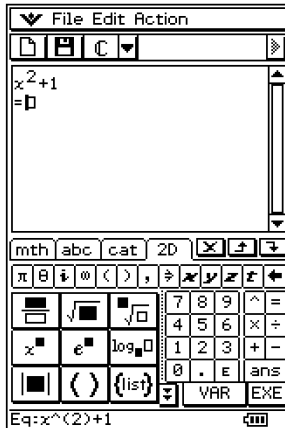 File Edit Action
ℂ
x²+1
=
mth abc cat 2D
π θ i ∞ ( ) , ⇒ x y z t ←
√■ ■√□ 7 8 9 ^ =
4 5 6 × ÷
x■ e■ log■□ 1 2 3 + −
|■| ( ) {list} 0 . E ans
VAR EXE
Eq:x^(2)+1